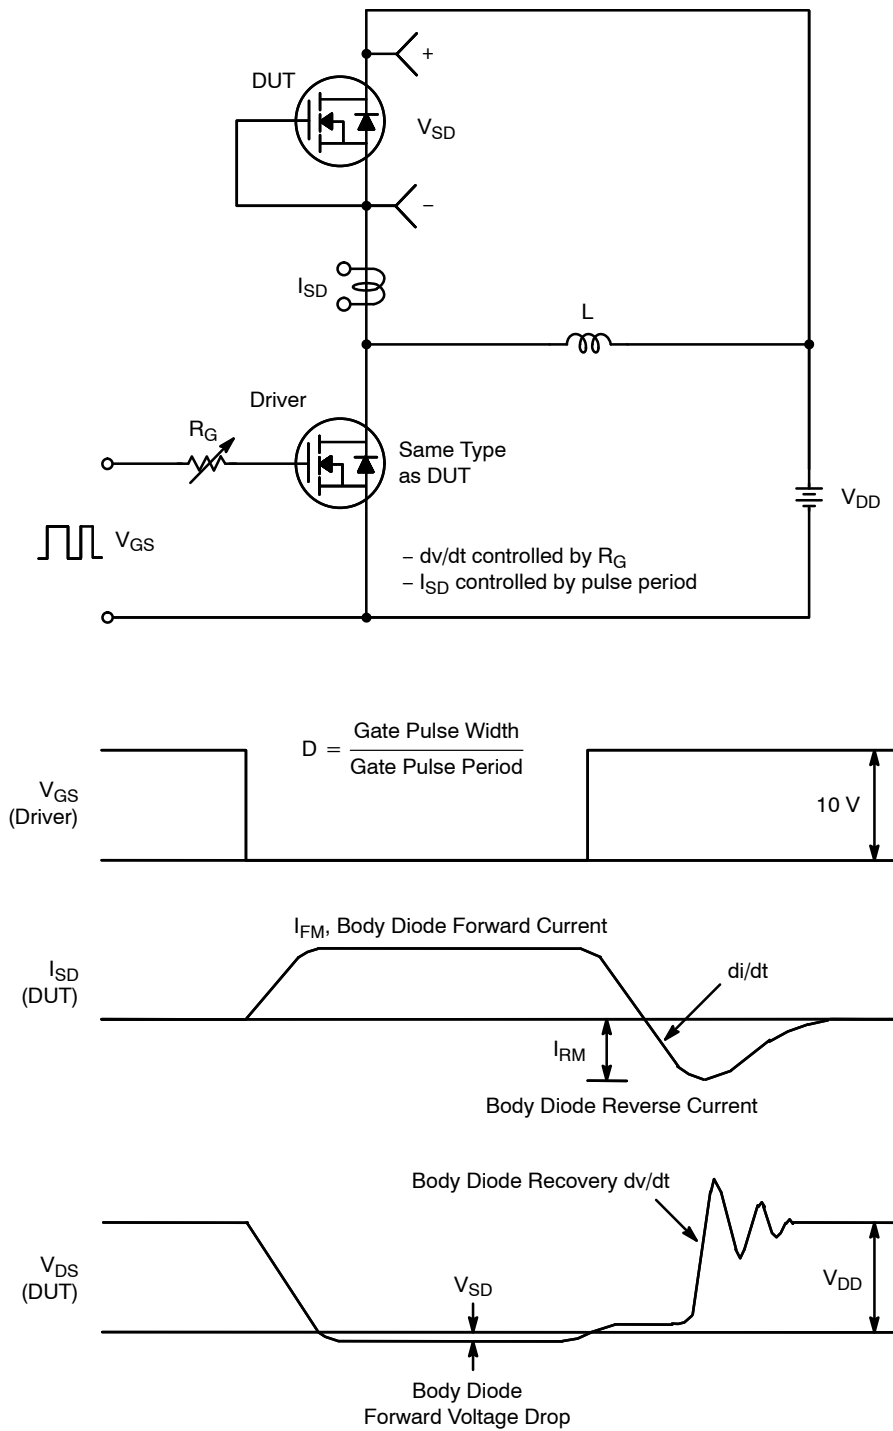 +
DUT
V_SD
–
I_SD
L
Driver
R_G
Same Type
as DUT
V_DD
V_GS
– dv/dt controlled by R_G
– I_SD controlled by pulse period
D = Gate Pulse Width
Gate Pulse Period
V_GS
(Driver)
10 V
I_FM, Body Diode Forward Current
I_SD
(DUT)
di/dt
I_RM
Body Diode Reverse Current
Body Diode Recovery dv/dt
V_DS
(DUT)
V_SD
V_DD
Body Diode
Forward Voltage Drop